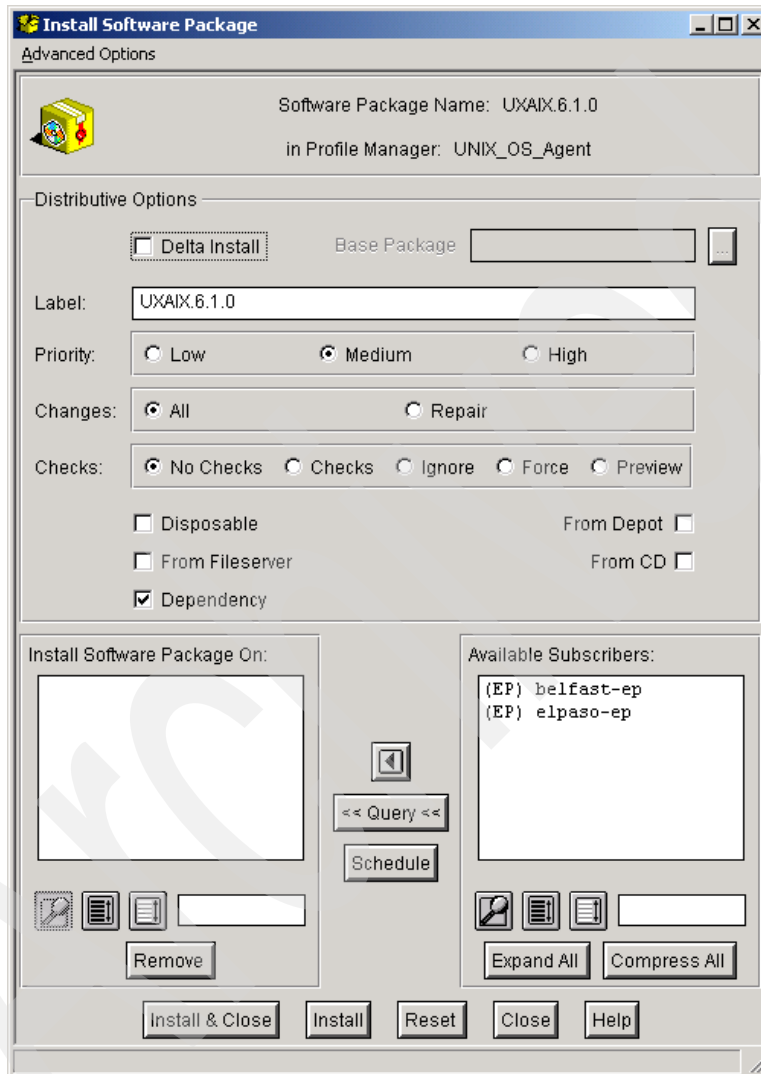 Install Software Package
Advanced Options
Software Package Name: UXAIX.6.1.0
in Profile Manager: UNIX_OS_Agent
Distributive Options
Delta Install Base Package ...
Label: UXAIX.6.1.0
Priority: Low Medium High
Changes: All Repair
Checks: No Checks Checks Ignore Force Preview
Disposable From Depot
From Fileserver From CD
Dependency
Install Software Package On: Available Subscribers:
(EP) belfast-ep
(EP) elpaso-ep
<< Query <<
Schedule
Remove Expand All Compress All
Install & Close Install Reset Close Help